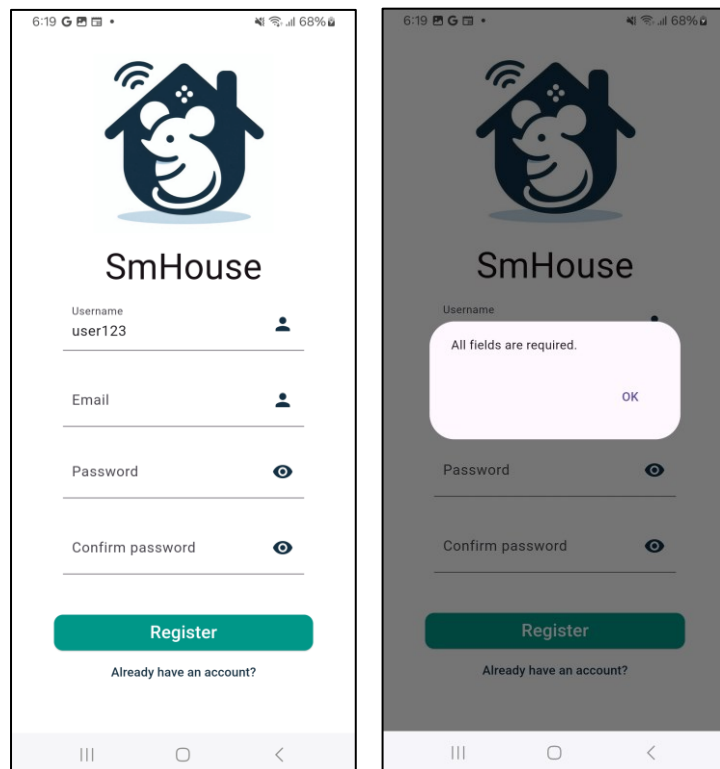 6:19 G
68%
SmHouse
Username
user123
Email
Password
Confirm password
Register
Already have an account?
6:19 G
68%
SmHouse
Username
All fields are required.
OK
Password
Confirm password
Register
Already have an account?